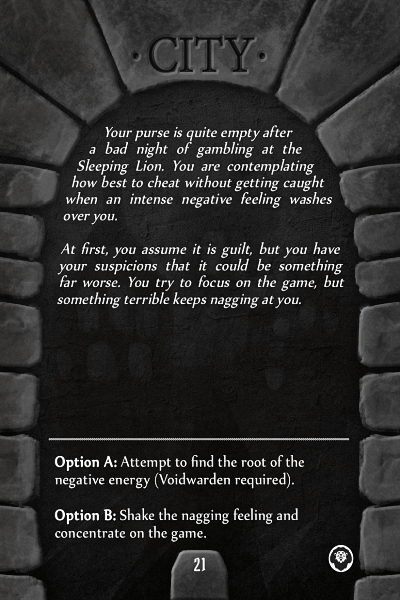 ·CITY·
Your purse is quite empty after
a bad night of gambling at the
Sleeping Lion. You are contemplating
how best to cheat without getting caught
when an intense negative feeling washes
over you.
At first, you assume it is guilt, but you have
your suspicions that it could be something
far worse. You try to focus on the game, but
something terrible keeps nagging at you.
Option A: Attempt to find the root of the
negative energy (Voidwarden required).
Option B: Shake the nagging feeling and
concentrate on the game.
21